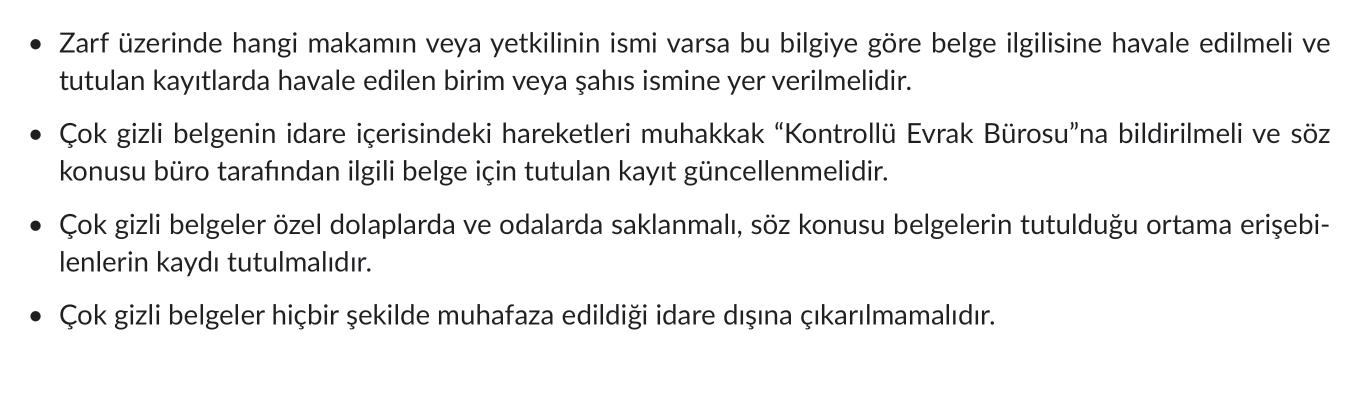 • Zarf üzerinde hangi makamın veya yetkilinin ismi varsa bu bilgiye göre belge ilgilisine havale edilmeli ve
tutulan kayıtlarda havale edilen birim veya şahıs ismine yer verilmelidir.
• Çok gizli belgenin idare içerisindeki hareketleri muhakkak “Kontrollü Evrak Bürosu”na bildirilmeli ve söz
konusu büro tarafından ilgili belge için tutulan kayıt güncellenmelidir.
• Çok gizli belgeler özel dolaplarda ve odalarda saklanmalı, söz konusu belgelerin tutulduğu ortama erişebi-
lenlerin kaydı tutulmalıdır.
• Çok gizli belgeler hiçbir şekilde muhafaza edildiği idare dışına çıkarılmamalıdır.